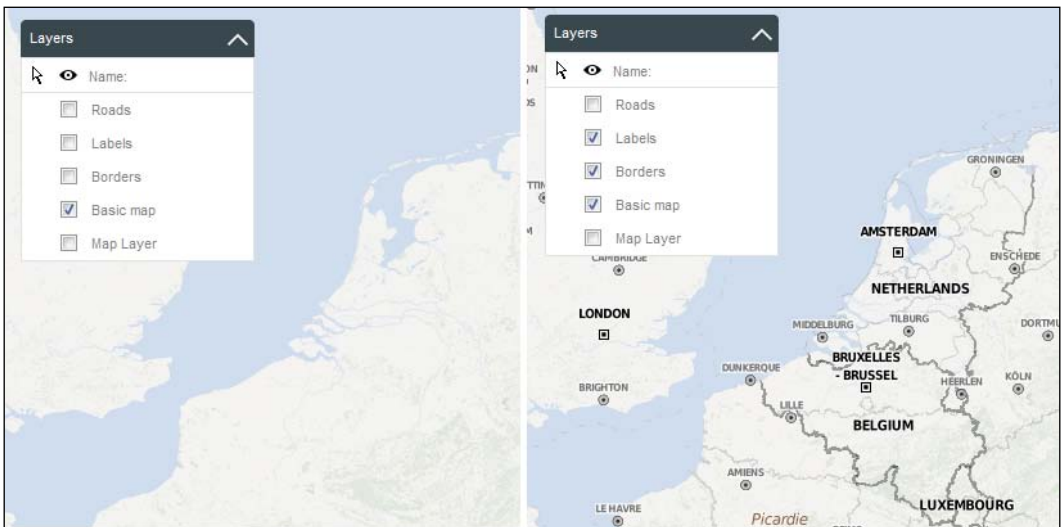 Layers
Name:
Roads
Labels
Borders
Basic map
Map Layer
Layers
Name:
Roads
Labels
Borders
Basic map
Map Layer
GRONINGEN
AMSTERDAM
ENSCHEDE
CAMBRIDGE
NETHERLANDS
LONDON
MIDDELBURG
TILBURG
BRUXELLES
- BRUSSEL
DUNKERQUE
HEERLEN
KÖLN
BRIGHTON
LILLE
BELGIUM
AMIENS
LUXEMBOURG
LE HAVRE
Picardie